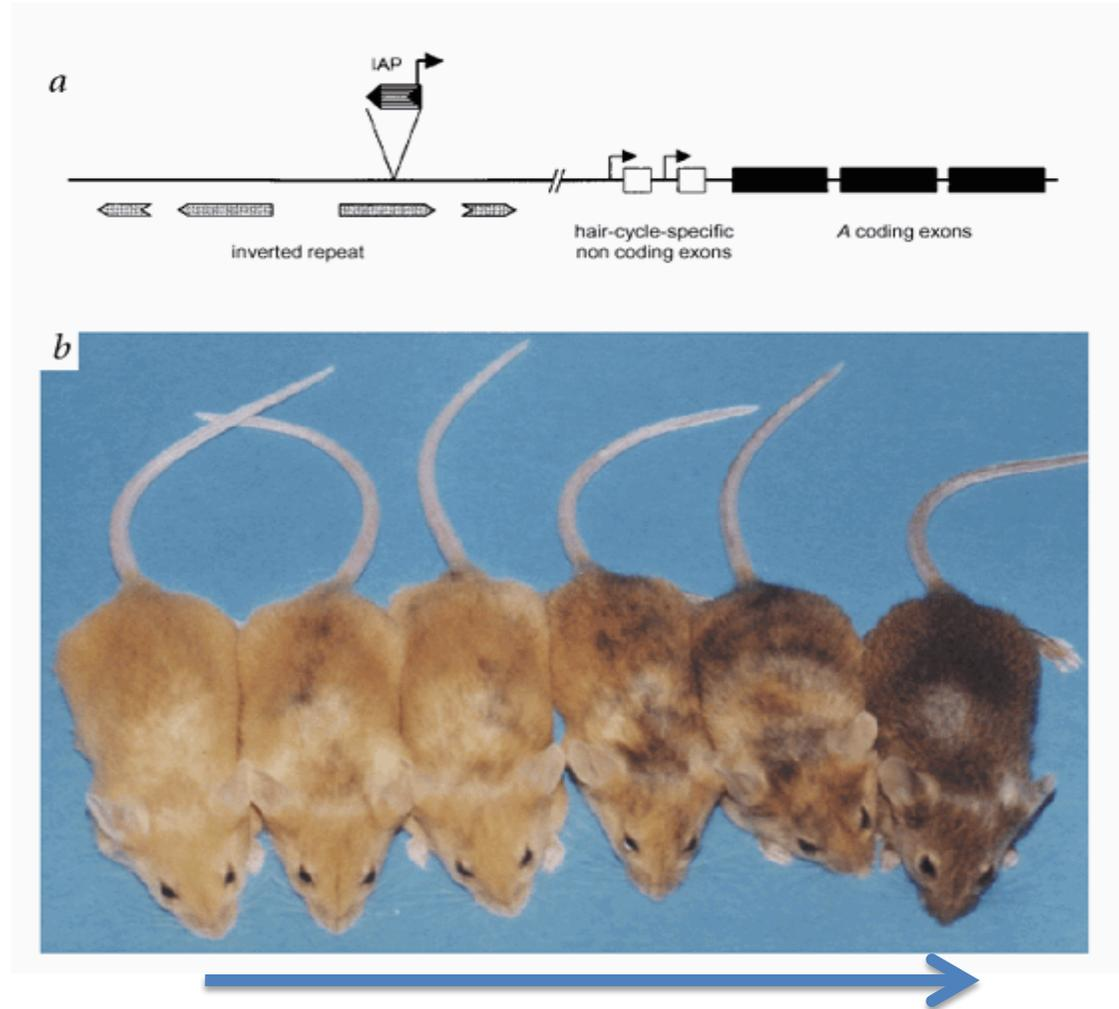 a
IAP
inverted repeat
hair-cycle-specific
non coding exons
A coding exons
b